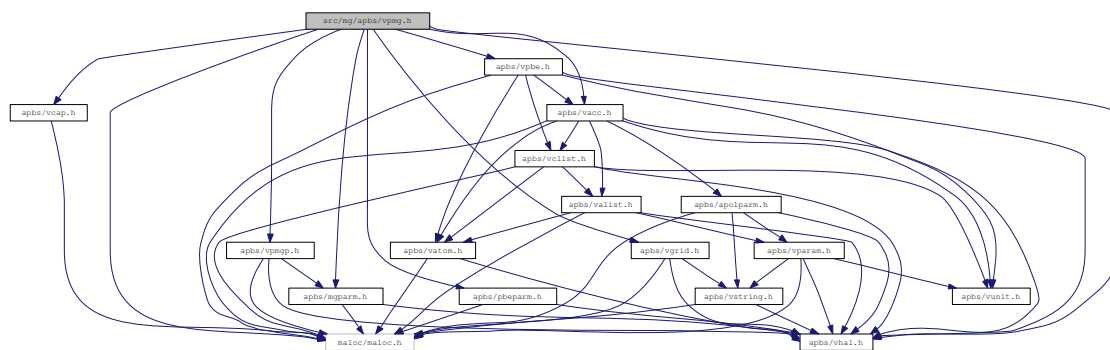 src/mg/apbs/vpmg.h
apbs/vpbe.h
apbs/vcap.h
apbs/vacc.h
apbs/vclist.h
apbs/valist.h
apbs/apolparm.h
apbs/vpmgp.h
apbs/vatom.h
apbs/vgrid.h
apbs/vparam.h
apbs/mgparm.h
apbs/pbeparm.h
apbs/vstring.h
apbs/vunit.h
maloc/maloc.h
apbs/vhal.h